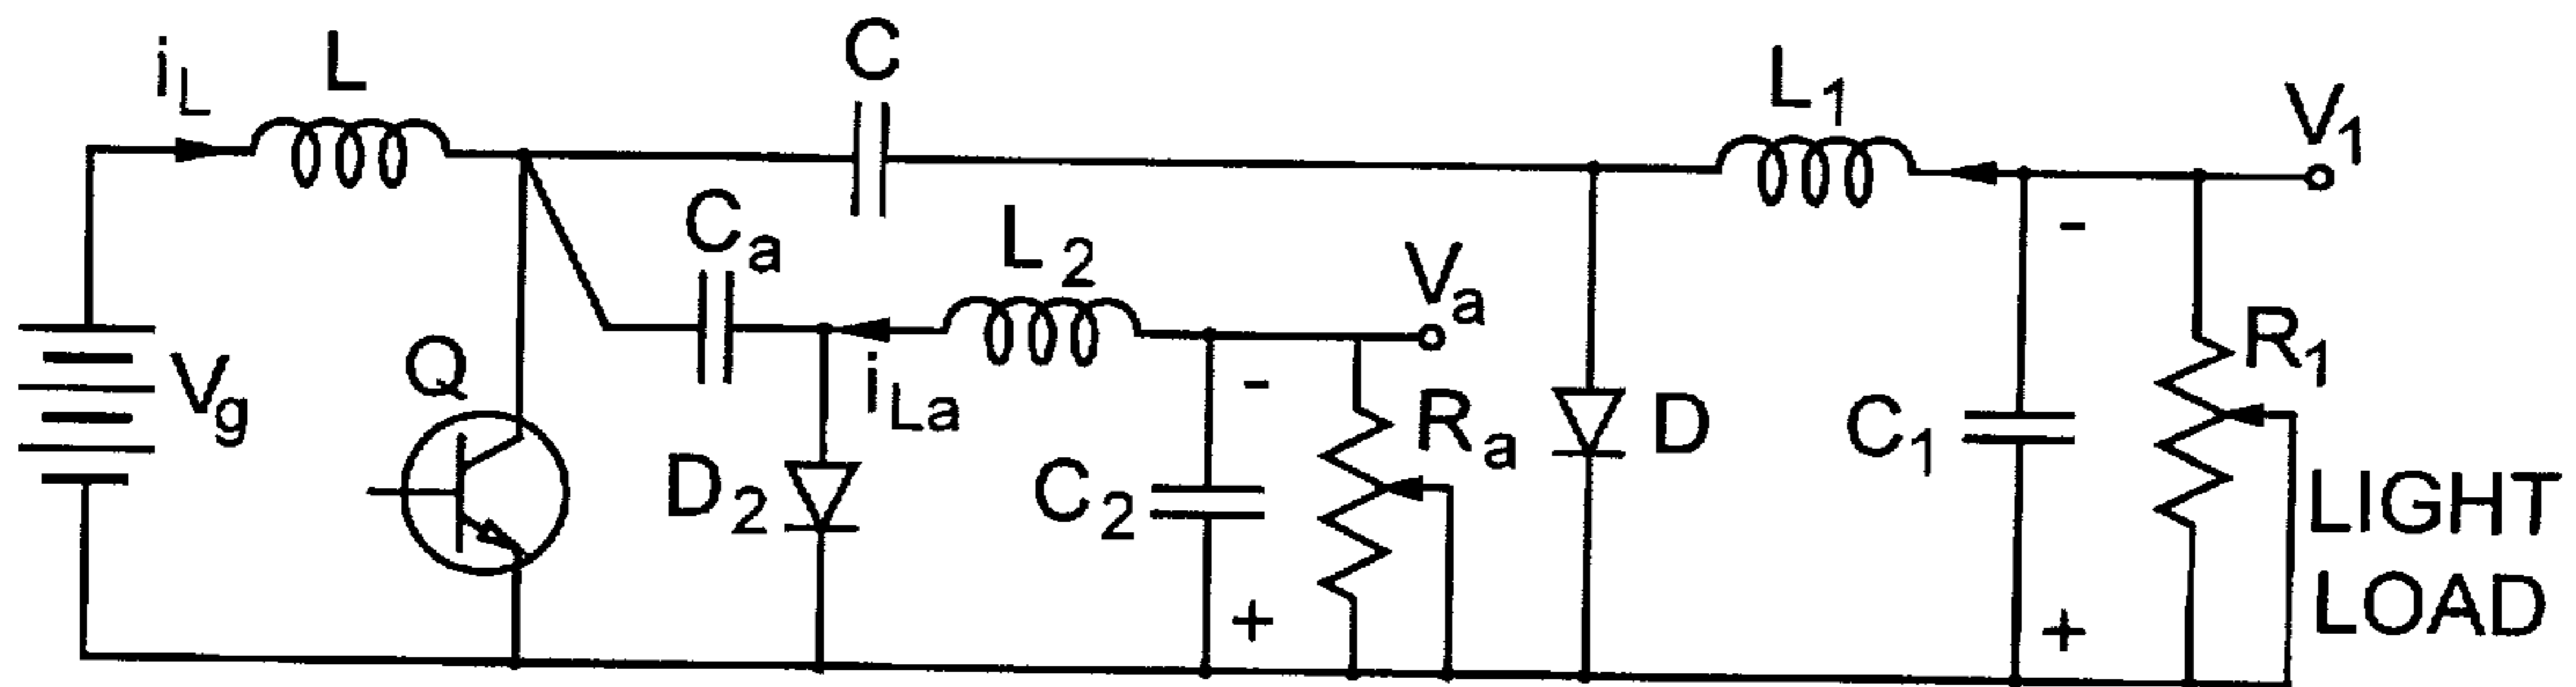 i_L
L
C
L_1
V_1
C_a
L_2
V_a
-
-
V_g
Q
i_La
D_2
C_2
R_a
D
C_1
R_1
+
+
LIGHT
LOAD